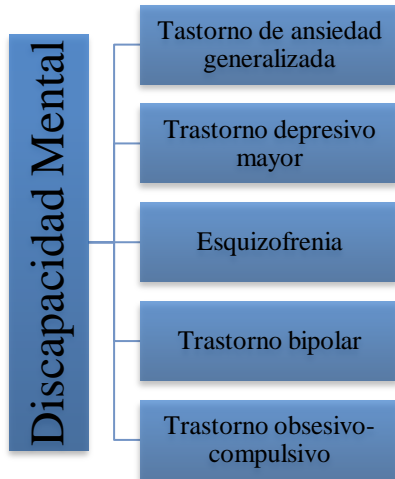 Discapacidad Mental
Tastorno de ansiedad
generalizada
Trastorno depresivo
mayor
Esquizofrenia
Trastorno bipolar
Trastorno obsesivo-
compulsivo